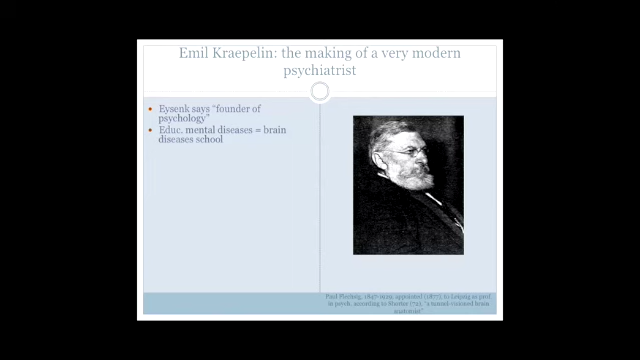 Emil Kraepelin: the making of a very modern
psychiatrist
Eysenk says "founder of
psychology"
Educ. mental diseases = brain
diseases school
Paul Flechsig, 1847-1929, appointed (1877) to Leipzig as prof.
in psych, according to Shorter (72), "a tunnel-visioned brain
anatomist"